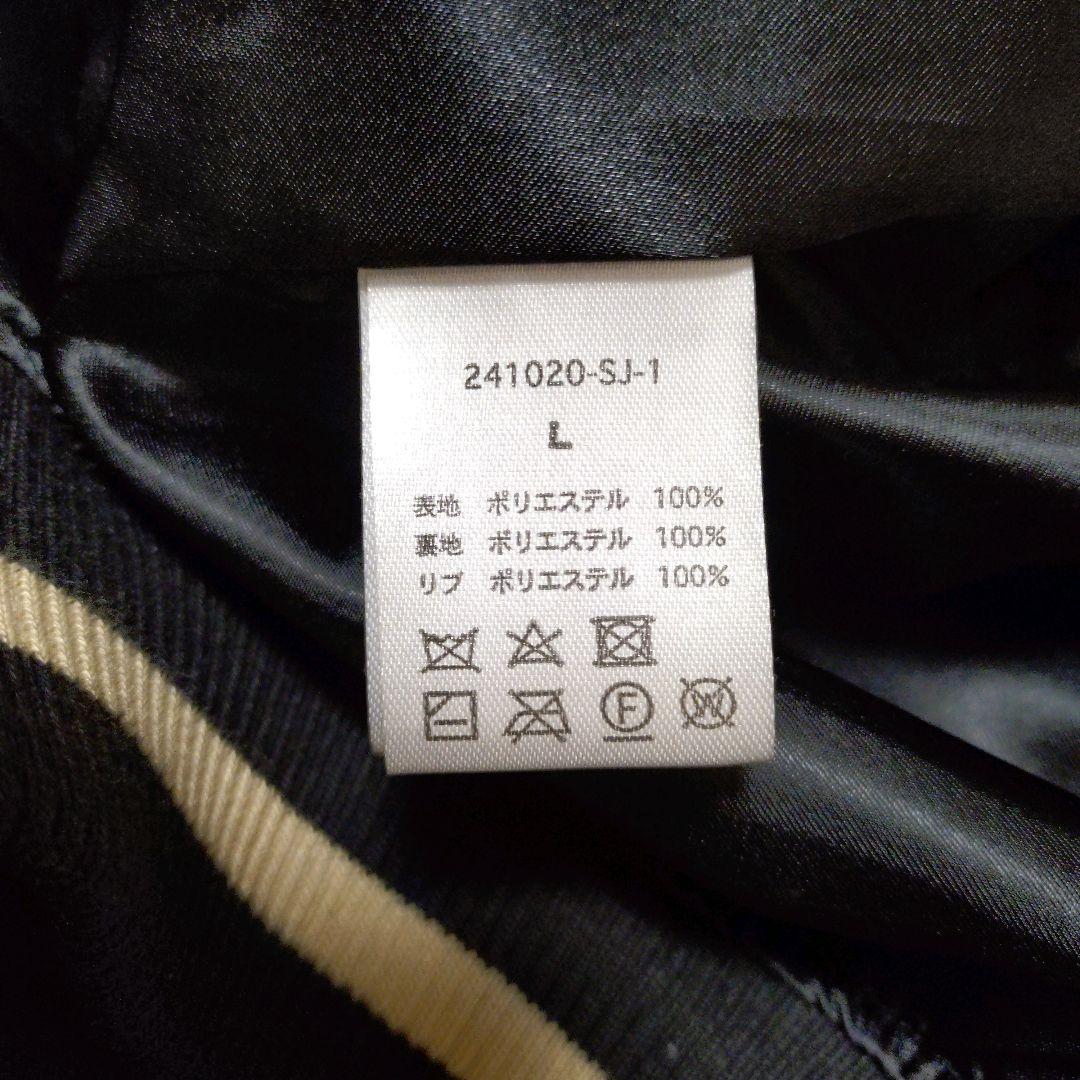 241020-SJ-1
L
表地 ポリエステル 100%
裏地 ポリエステル 100%
リブ ポリエステル 100%
F W